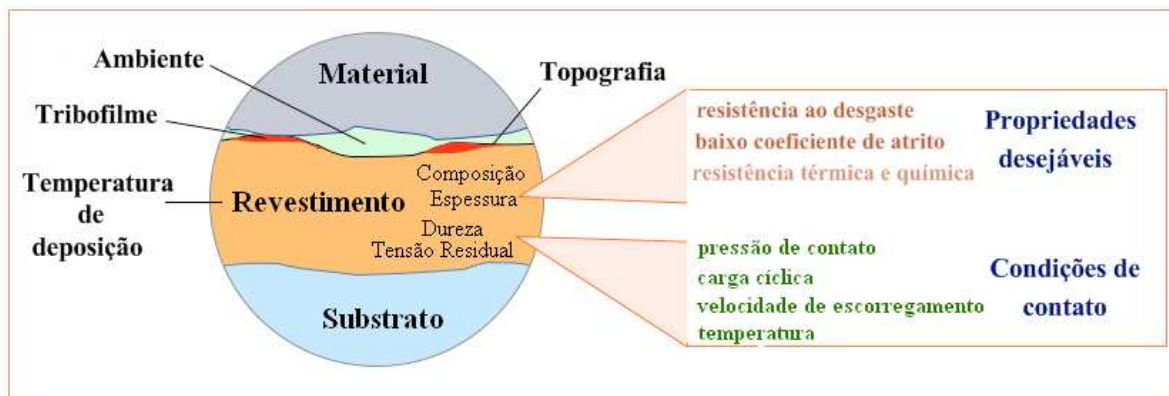 Ambiente
Tribofilme
Temperatura
de
deposição
Material
Topografia
Revestimento
Composição
Espessura
Dureza
Tensão Residual
Substrato
resistência ao desgaste
baixo coeficiente de atrito
resistência térmica e química
Propriedades
desejáveis
pressão de contato
carga cíclica
velocidade de escorregamento
temperatura
Condições de
contato